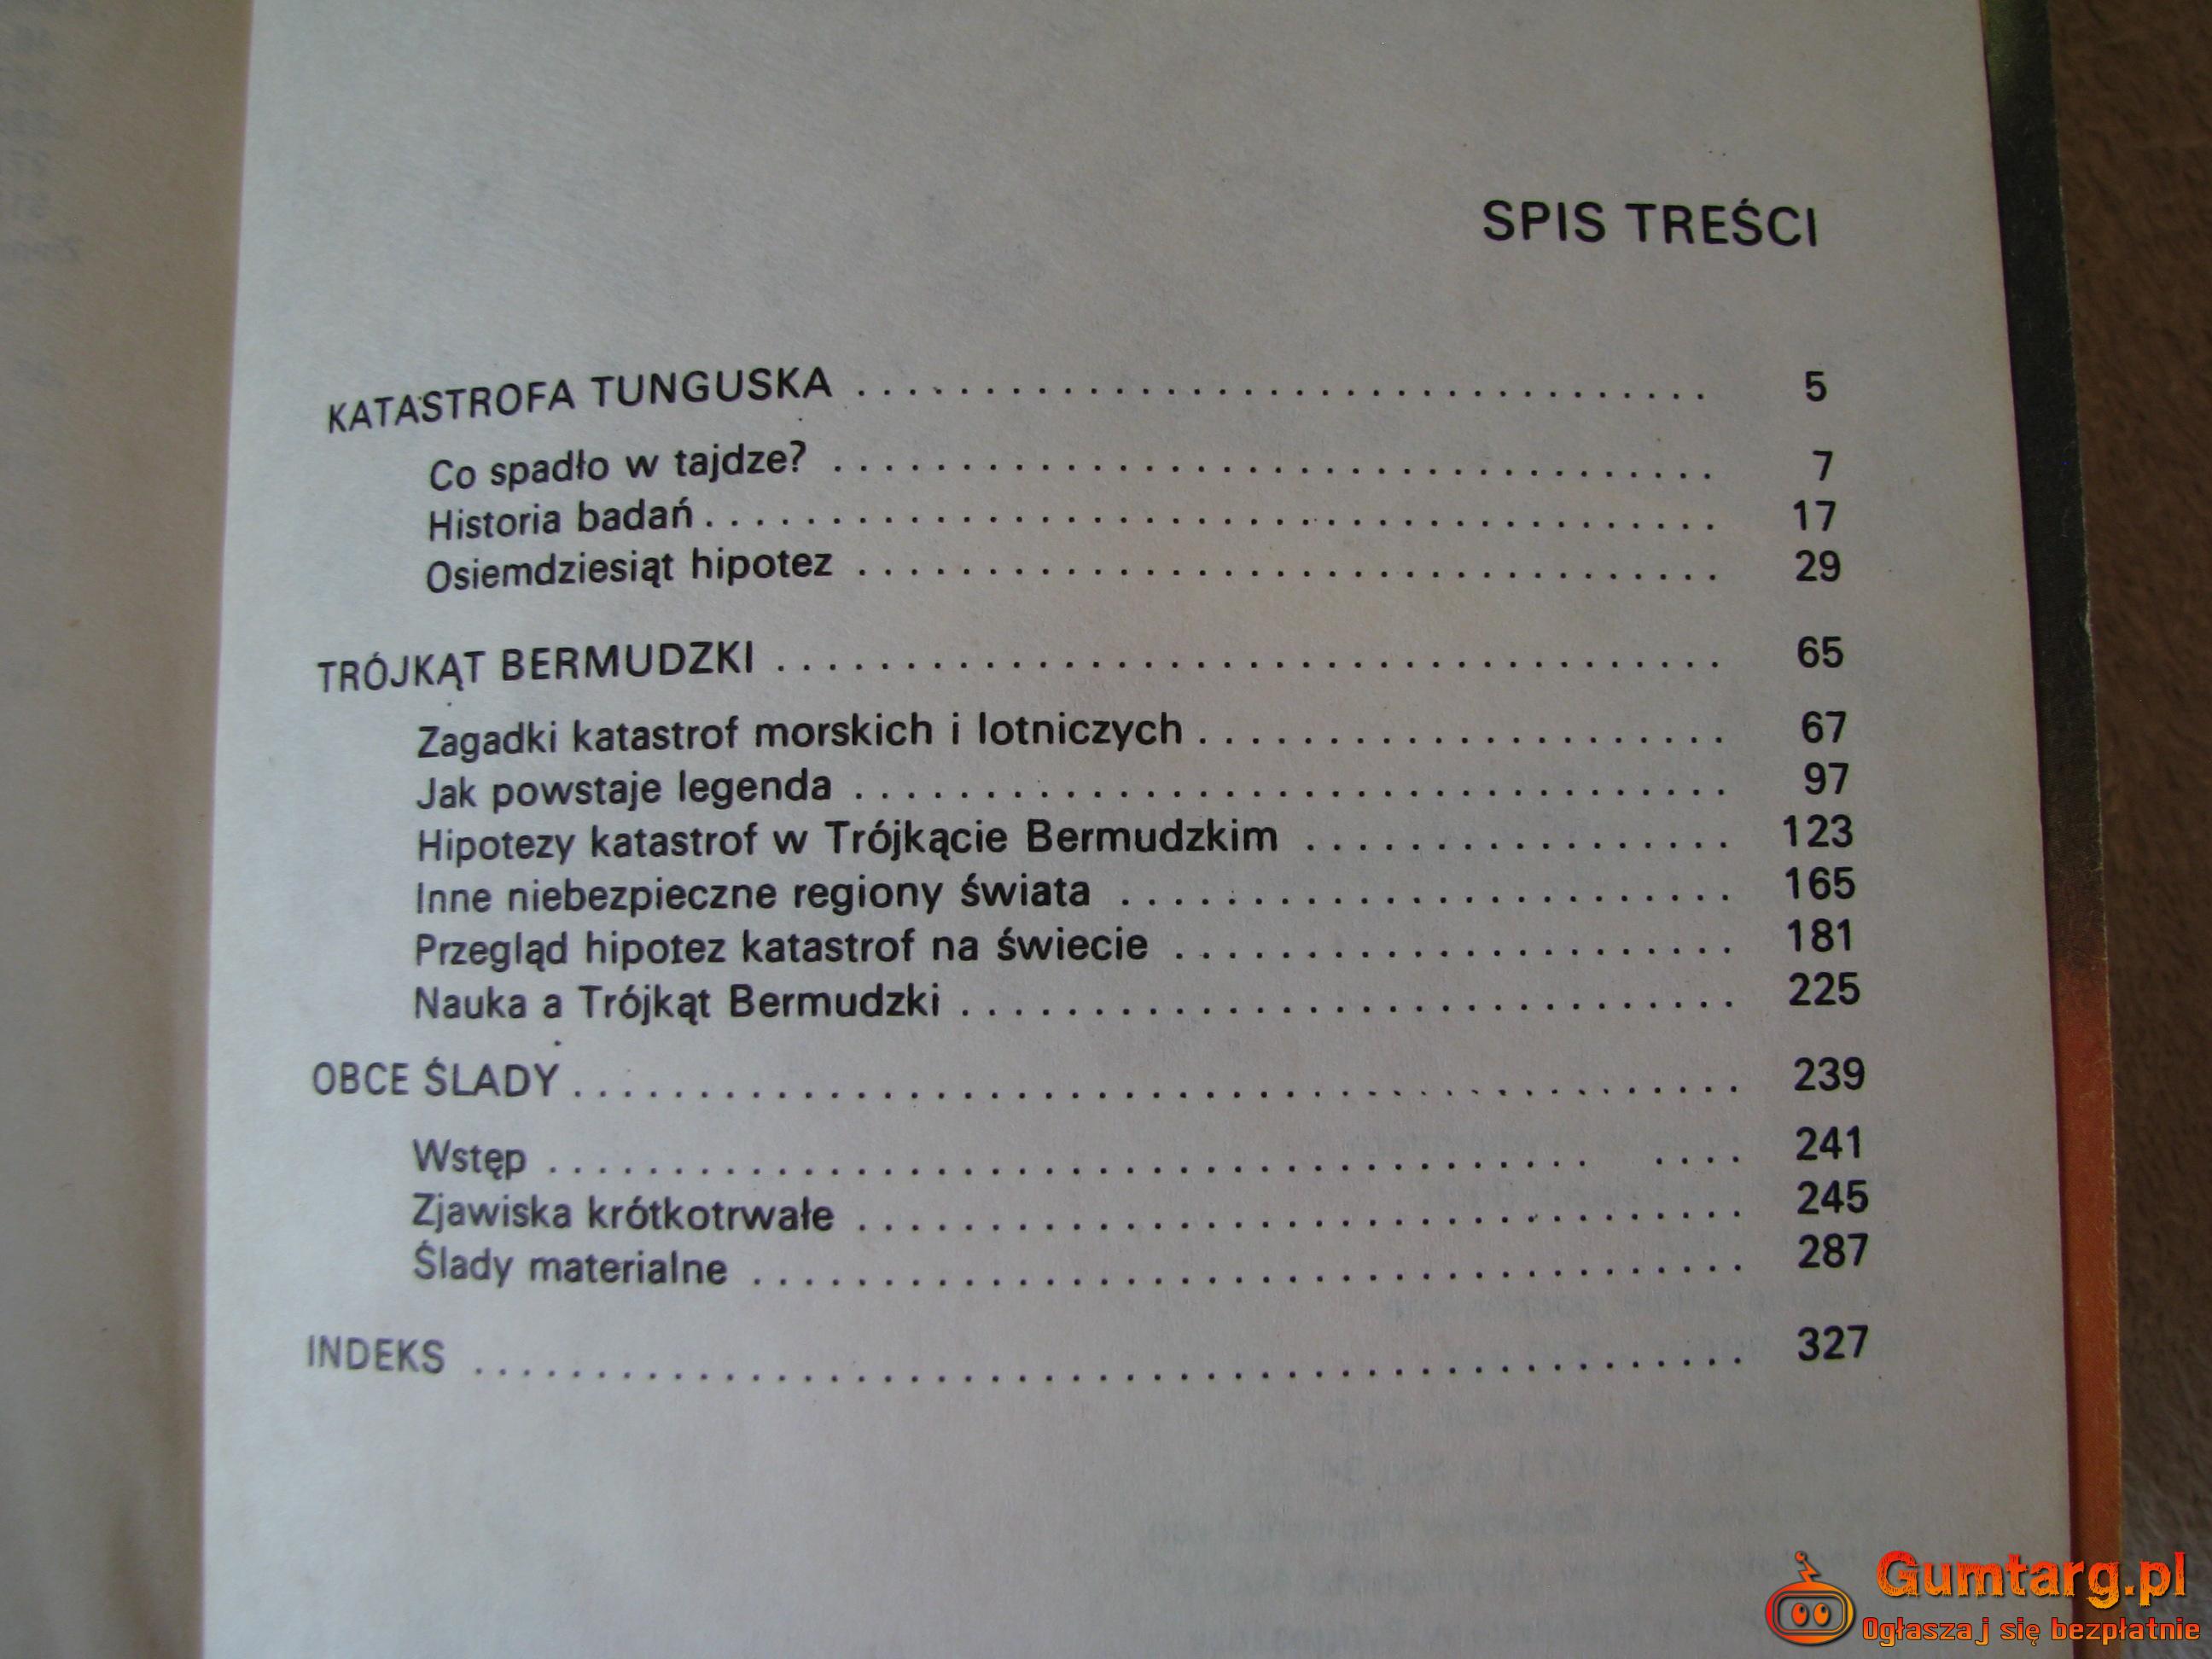 SPIS TREŚCI
KATASTROFA TUNGUSKA . . . . . . . . . . . . . . . . . . . . . . . . . . . . . . . . . 5
Co spadło w tajdze? . . . . . . . . . . . . . . . . . . . . . . . . . . . . . . . . . . 7
Historia badań . . . . . . . . . . . . . . . . . . . . . . . . . . . . . . . . . . . . . . . 17
Osiemdziesiąt hipotez . . . . . . . . . . . . . . . . . . . . . . . . . . . . . . . . . 29
TRÓJKĄT BERMUDZKI . . . . . . . . . . . . . . . . . . . . . . . . . . . . . . . . . . . . 65
Zagadki katastrof morskich i lotniczych . . . . . . . . . . . . . . . . . . . . . 67
Jak powstaje legenda . . . . . . . . . . . . . . . . . . . . . . . . . . . . . . . . . 97
Hipotezy katastrof w Trójkącie Bermudzkim . . . . . . . . . . . . . . . . . 123
Inne niebezpieczne regiony świata . . . . . . . . . . . . . . . . . . . . . . . 165
Przegląd hipotez katastrof na świecie . . . . . . . . . . . . . . . . . . . . . 181
Nauka a Trójkąt Bermudzki . . . . . . . . . . . . . . . . . . . . . . . . . . . . . 225
OBCE ŚLADY . . . . . . . . . . . . . . . . . . . . . . . . . . . . . . . . . . . . . . . . . . . . 239
Wstęp . . . . . . . . . . . . . . . . . . . . . . . . . . . . . . . . . . . . . . . . .   . . . . 241
Zjawiska krótkotrwałe . . . . . . . . . . . . . . . . . . . . . . . . . . . . . . . . . 245
Ślady materialne . . . . . . . . . . . . . . . . . . . . . . . . . . . . . . . . . . . . . 287
INDEKS . . . . . . . . . . . . . . . . . . . . . . . . . . . . . . . . . . . . . . . . . . . . . . . . 327
Gumtarg.pl
Ogłaszaj się bezpłatnie